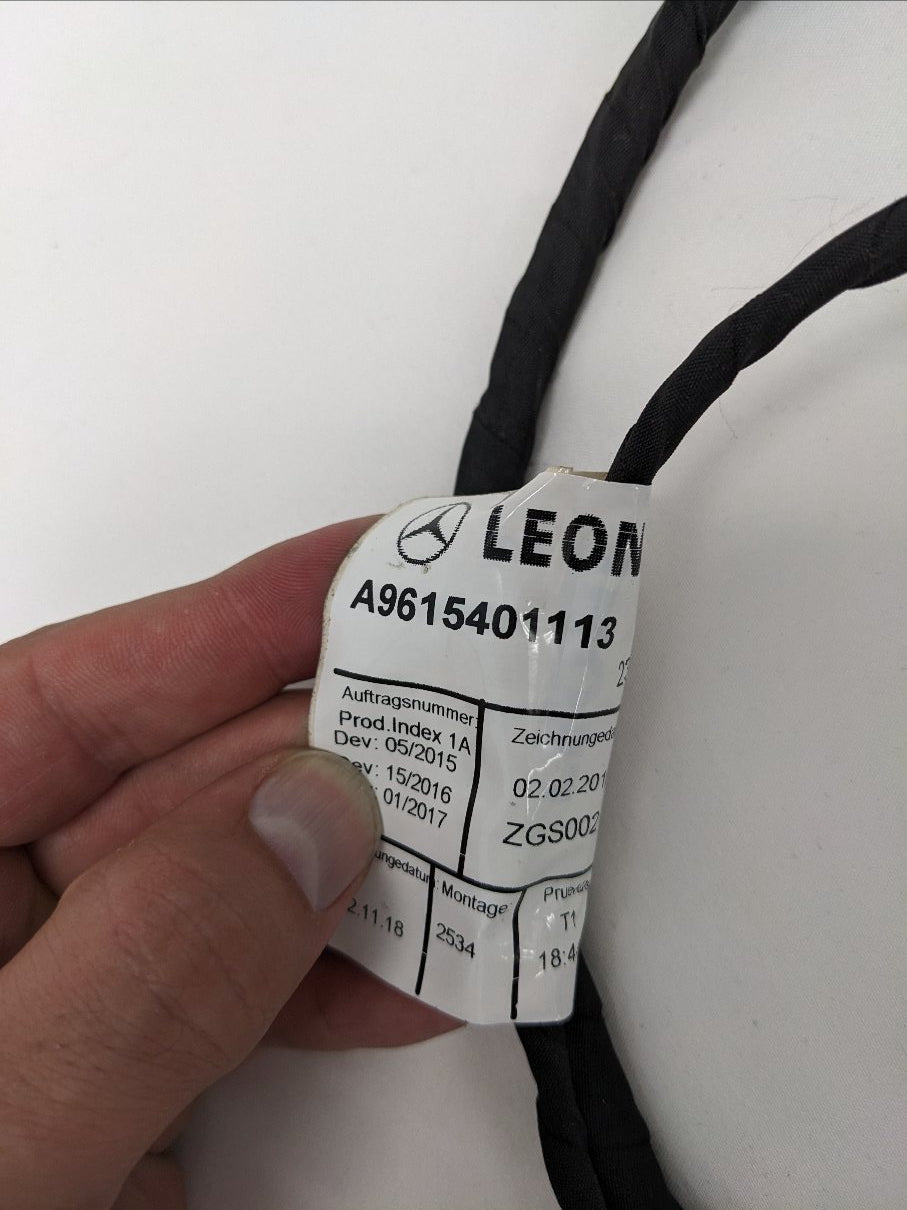 LEON
A9615401113
Auftragsnummer:
Prod.Index 1A
Dev: 05/2015
15/2016
01/2017
02.02.201
ZGS002
Montage:
2.11.18
2534
T1
18:4